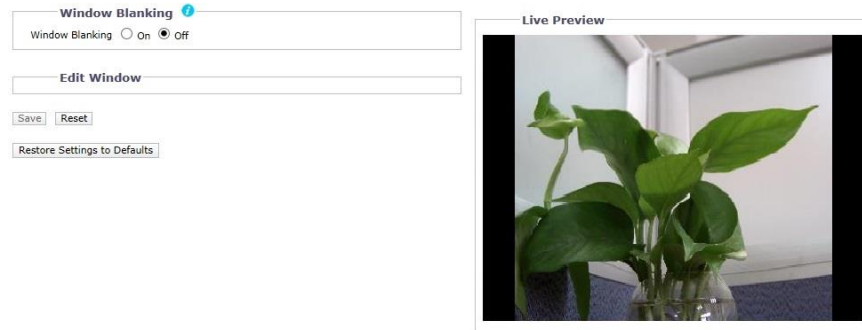 Window Blanking
Window Blanking On Off
Edit Window
Save Reset
Restore Settings to Defaults
Live Preview